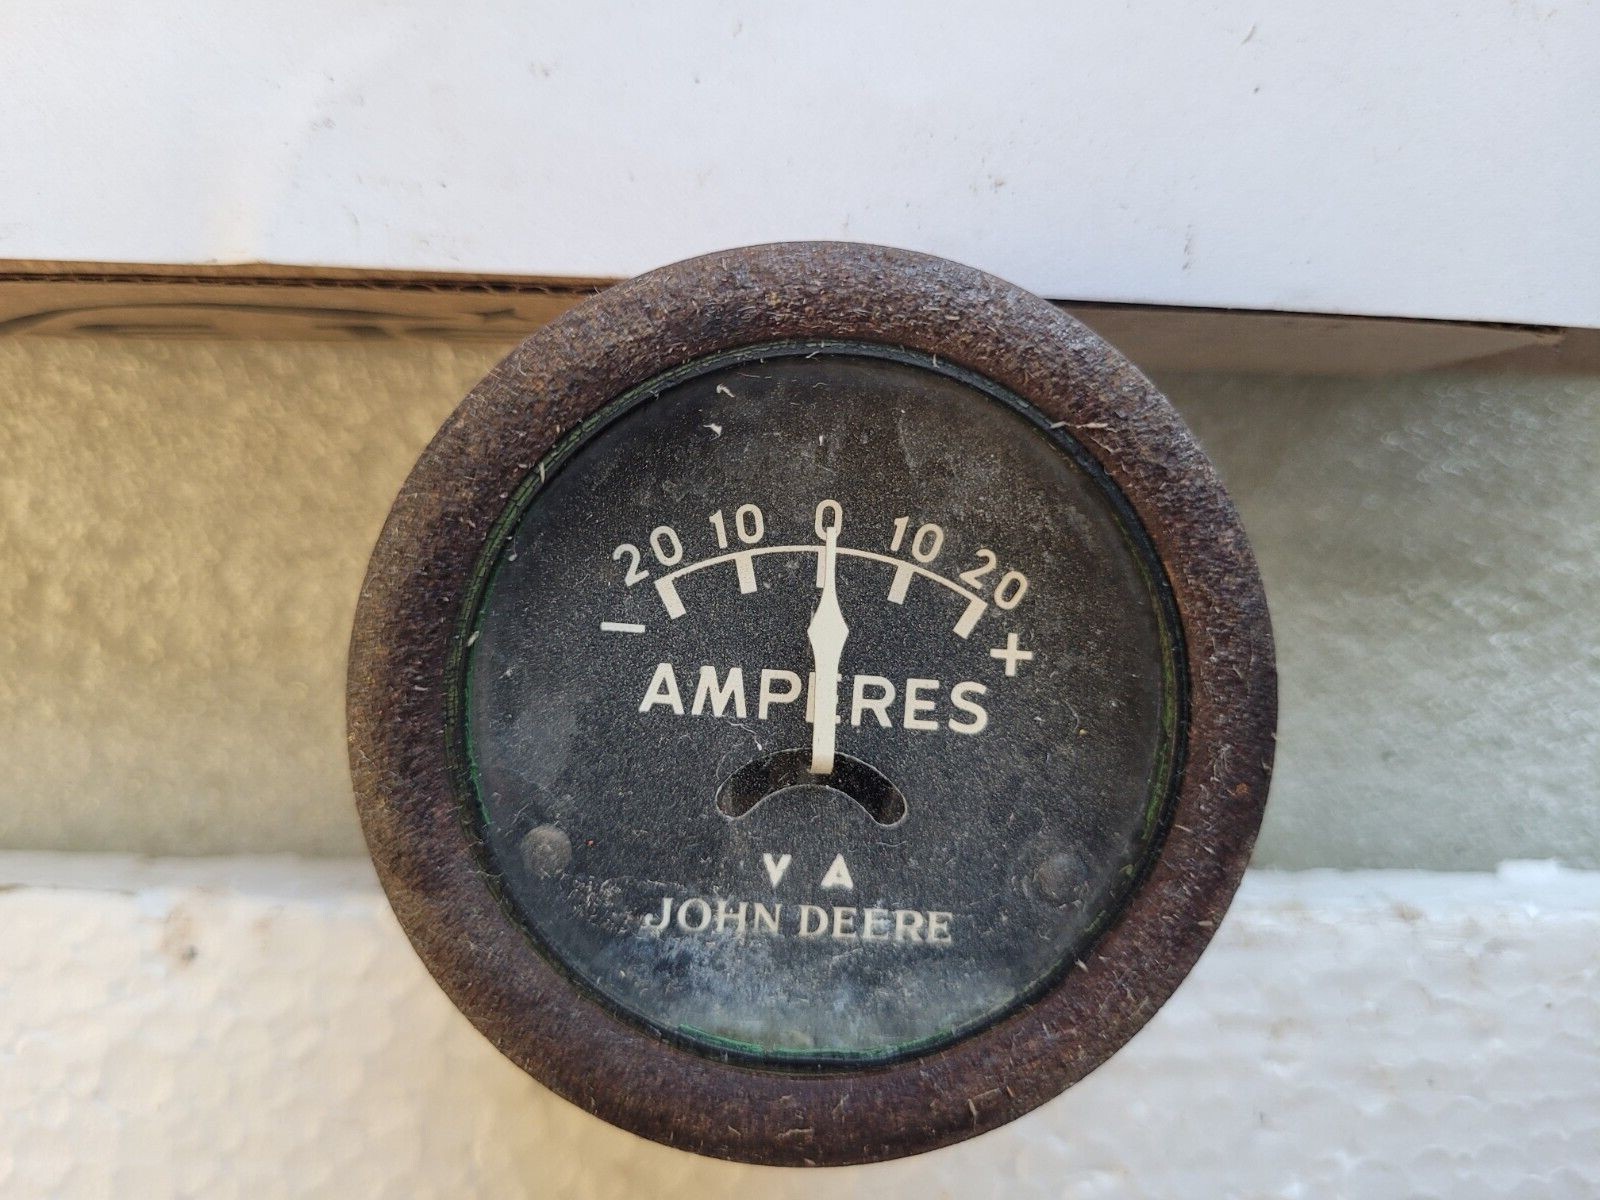 20 10 0 10 20
− +
AMPERES
V A
JOHN DEERE